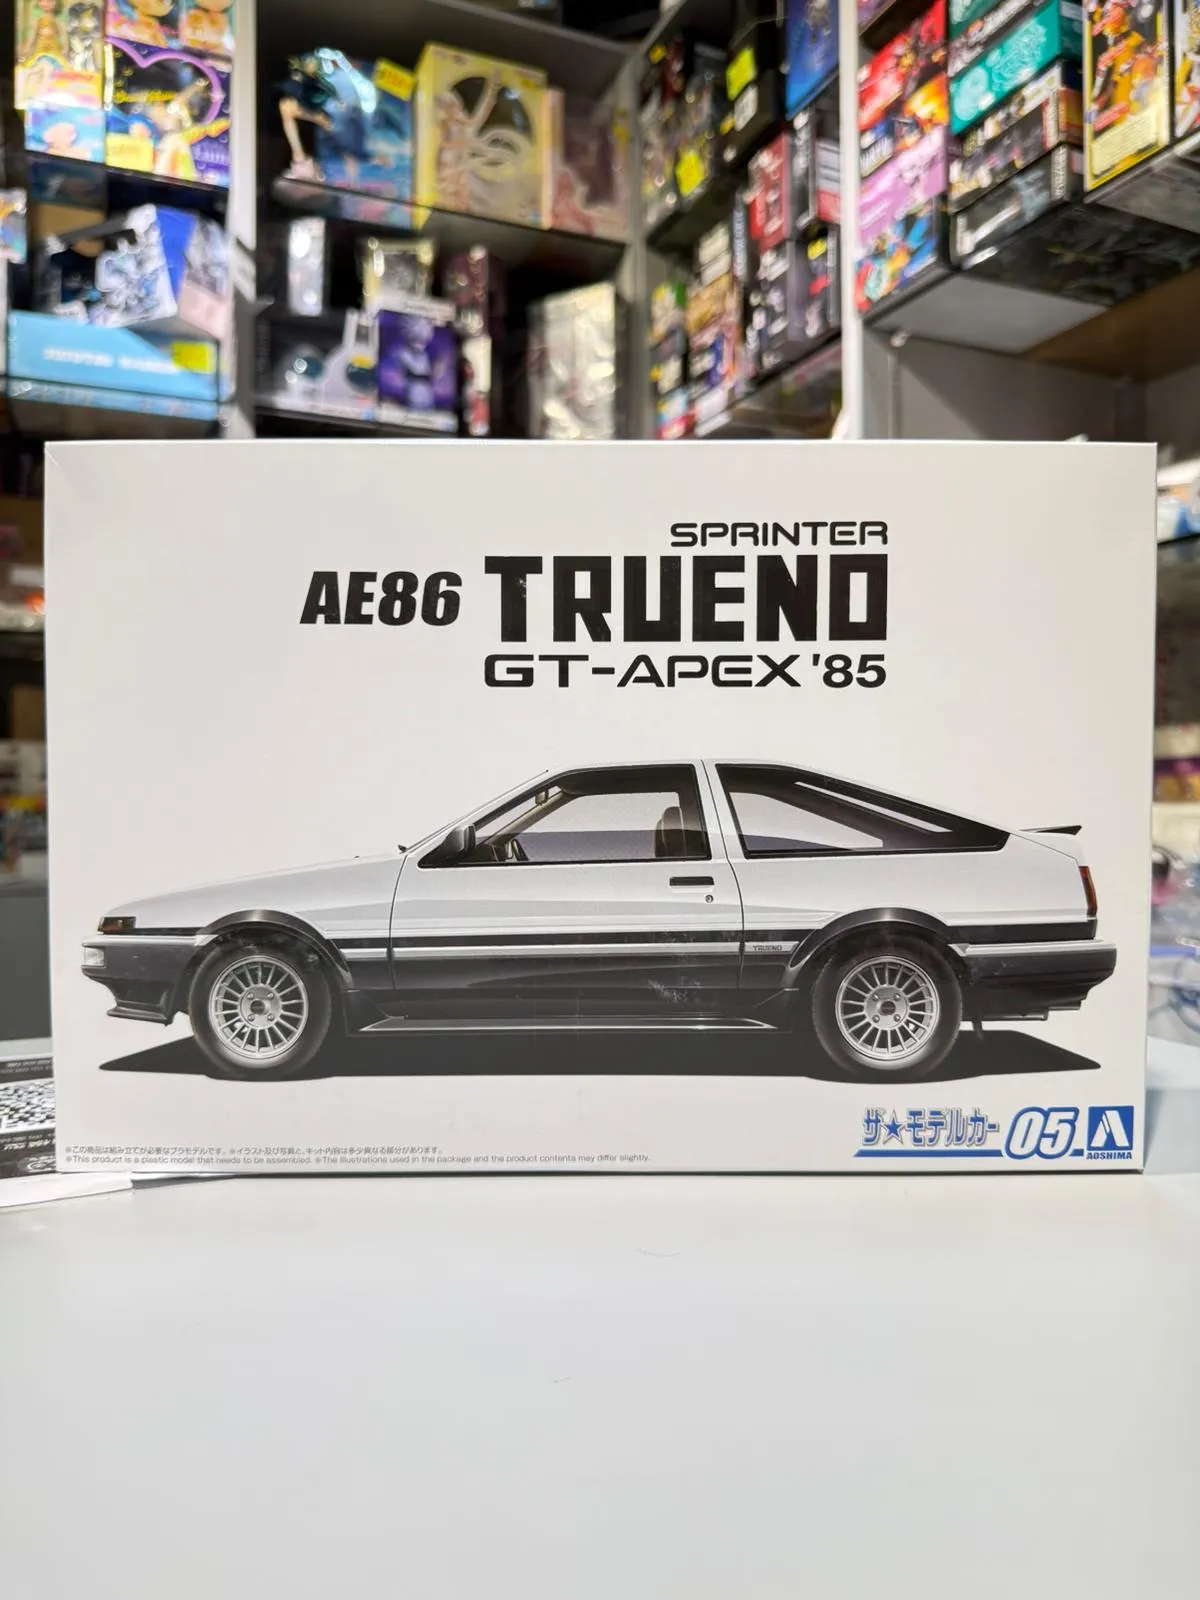 SPRINTER
AE86 TRUENO
GT-APEX '85
TRUENO
ザ★モデルカー 05
AOSHIMA
※この商品は組み立てが必要なプラモデルです。※イラスト及び写真と、キット内容は多少異なる部分があります。
※This product is a plastic model that needs to be assembled. ※The illustrations used in the package and the product contents may differ slightly.